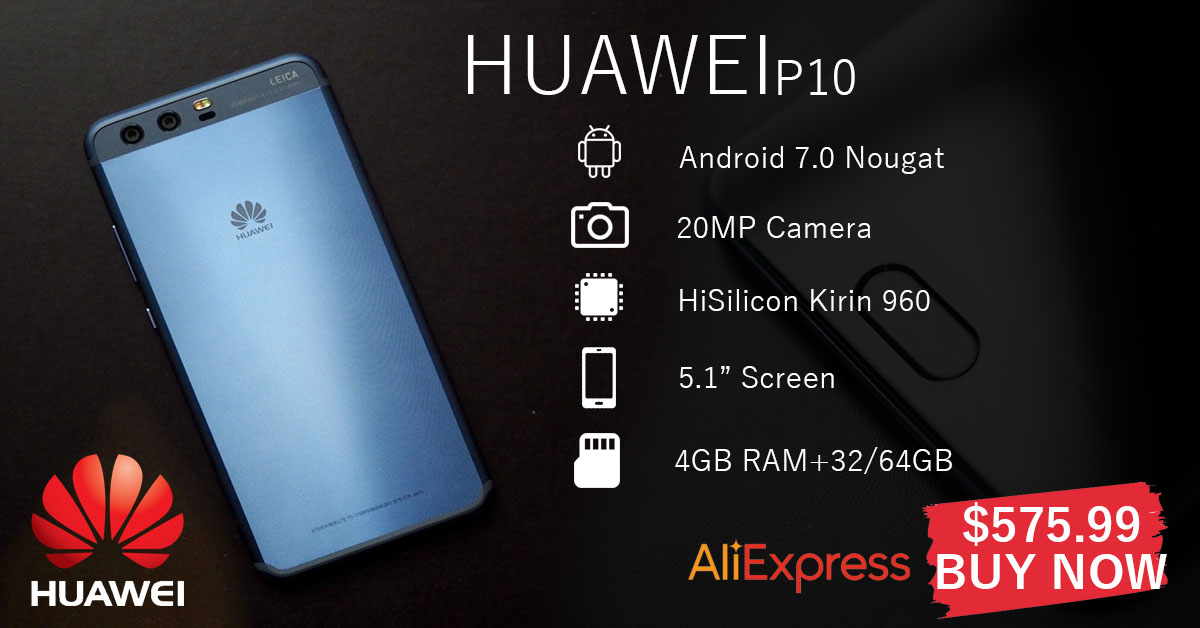 HUAWEI P10
LEICA
HUAWEI
Android 7.0 Nougat
20MP Camera
HiSilicon Kirin 960
5.1” Screen
4GB RAM+32/64GB
HUAWEI
AliExpress
$575.99
BUY NOW